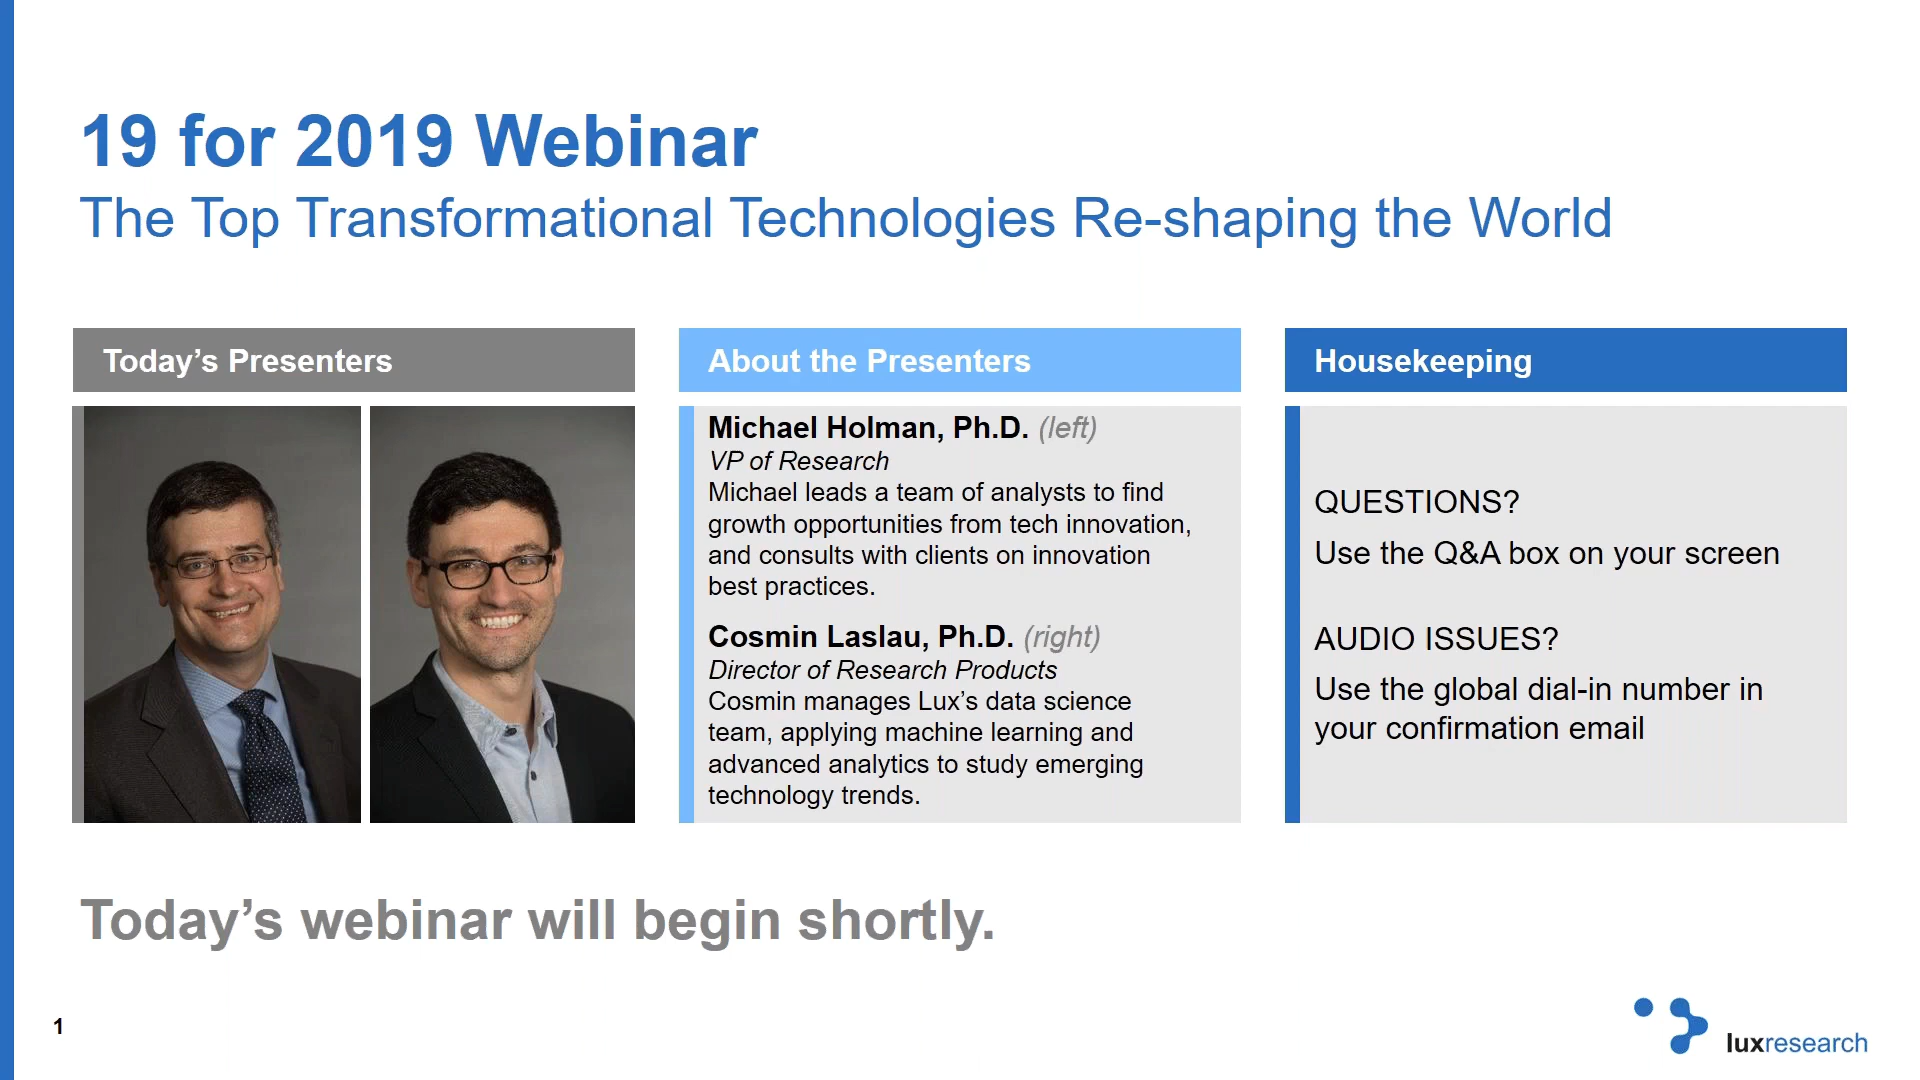 19 for 2019 Webinar
The Top Transformational Technologies Re-shaping the World
Today’s Presenters
About the Presenters
Michael Holman, Ph.D. (left)
VP of Research
Michael leads a team of analysts to find
growth opportunities from tech innovation,
and consults with clients on innovation
best practices.
Cosmin Laslau, Ph.D. (right)
Director of Research Products
Cosmin manages Lux’s data science
team, applying machine learning and
advanced analytics to study emerging
technology trends.
Housekeeping
QUESTIONS?
Use the Q&A box on your screen
AUDIO ISSUES?
Use the global dial-in number in
your confirmation email
Today’s webinar will begin shortly.
1
luxresearch